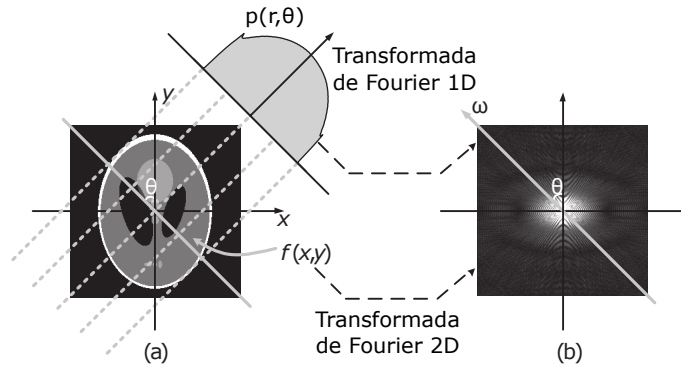 p(r,θ)
Transformada
de Fourier 1D
y
ω
θ
θ
x
f(x,y)
Transformada
de Fourier 2D
(a)
(b)